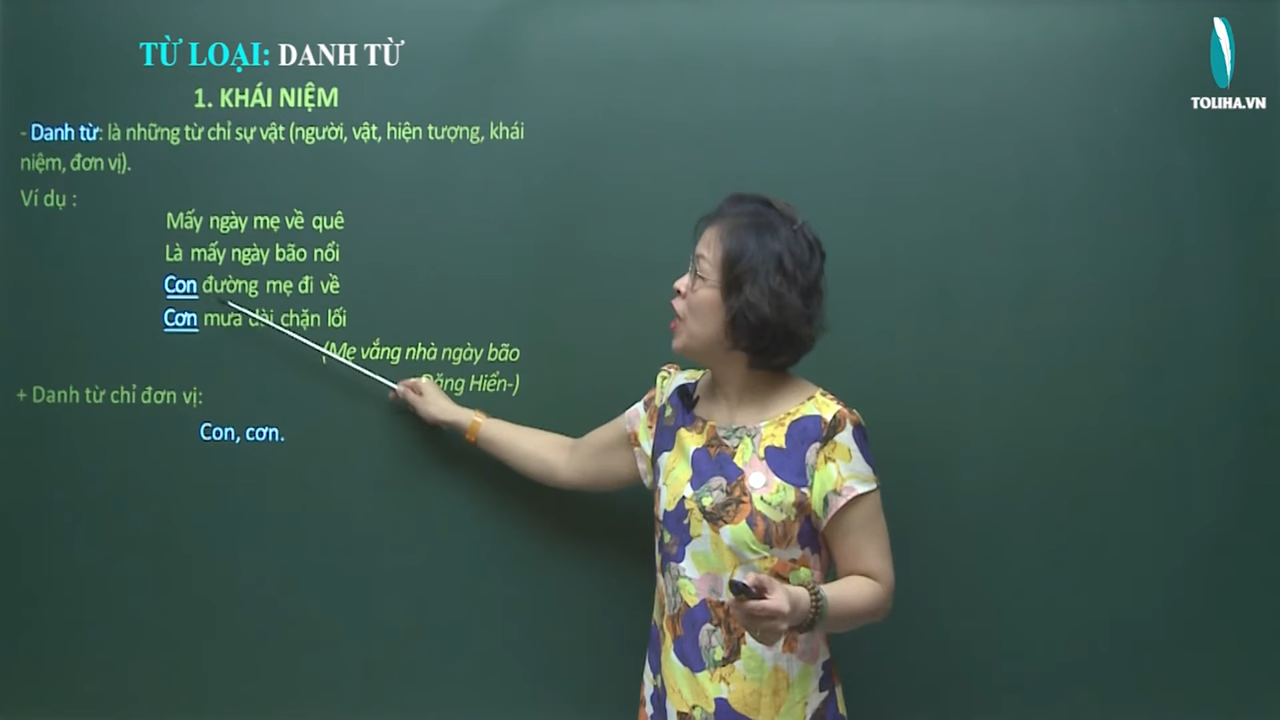 TỪ LOẠI: DANH TỪ
TOLIHA.VN
1. KHÁI NIỆM
- Danh từ: là những từ chỉ sự vật (người, vật, hiện tượng, khái
niệm, đơn vị).
Ví dụ :
Mấy ngày mẹ về quê
Là mấy ngày bão nổi
Con đường mẹ đi về
Cơn mưa dài chặn lối
(Mẹ vắng nhà ngày bão
Đặng Hiển-)
+ Danh từ chỉ đơn vị:
Con, cơn.